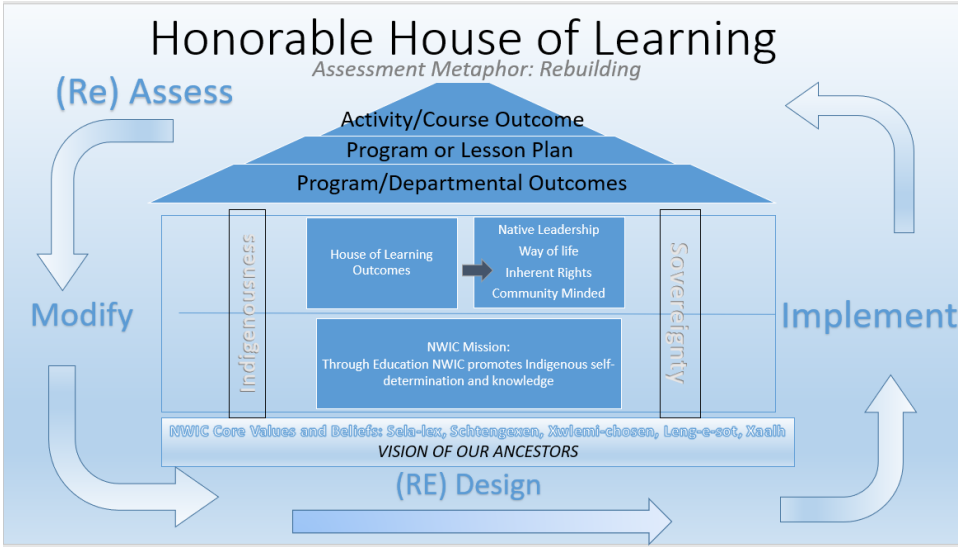 Honorable House of Learning
Assessment Metaphor: Rebuilding
(Re) Assess
Activity/Course Outcome
Program or Lesson Plan
Program/Departmental Outcomes
Indigenousness
House of Learning
Outcomes
Native Leadership
Way of life
Inherent Rights
Community Minded
Sovereignty
Modify
Implement
NWIC Mission:
Through Education NWIC promotes Indigenous self-
determination and knowledge
NWIC Core Values and Beliefs: Sela-lex, Schtengexen, Xwlemi-chosen, Leng-e-sot, Xaalh
VISION OF OUR ANCESTORS
(RE) Design